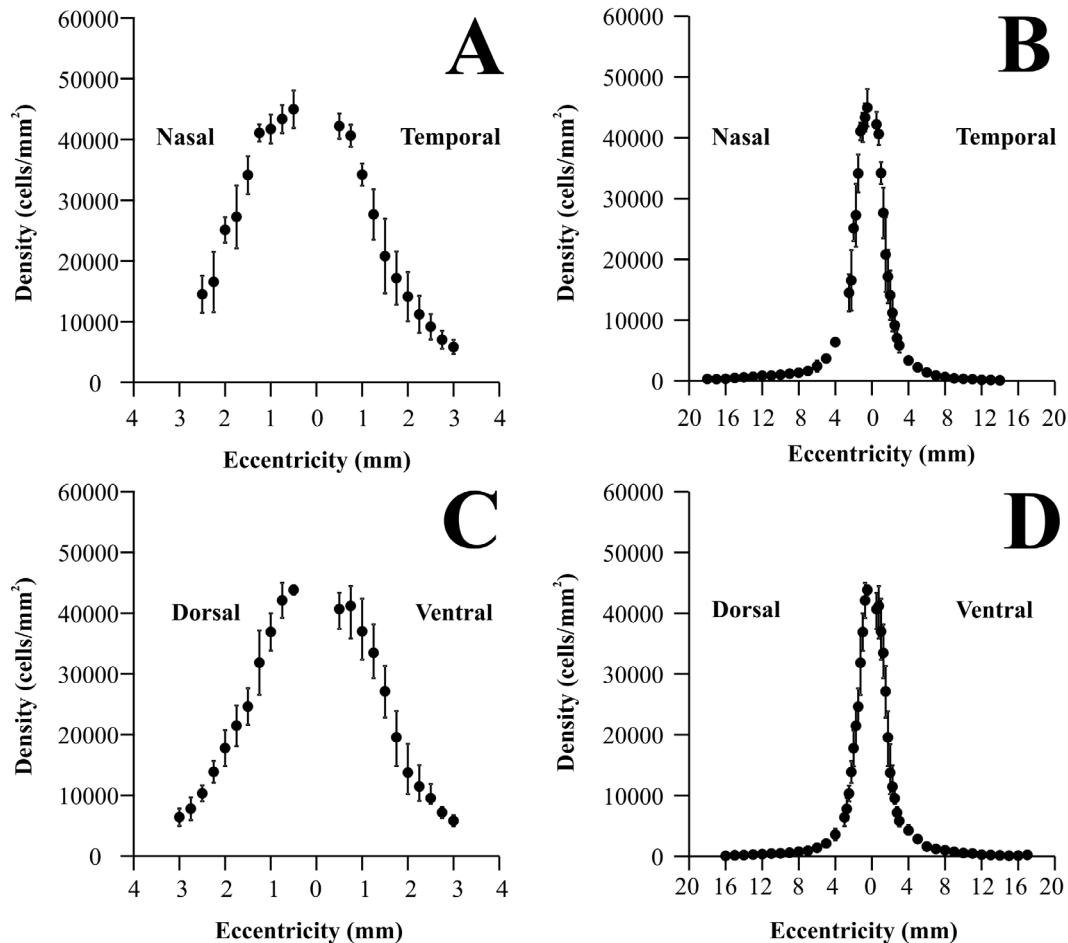 A
60000
50000
40000
30000
20000
10000
0
Density (cells/mm²)
Nasal
Temporal
4 3 2 1 0 1 2 3 4
Eccentricity (mm)
B
60000
50000
40000
30000
20000
10000
0
Density (cells/mm²)
Nasal
Temporal
20 16 12 8 4 0 4 8 12 16 20
Eccentricity (mm)
C
60000
50000
40000
30000
20000
10000
0
Density (cells/mm²)
Dorsal
Ventral
4 3 2 1 0 1 2 3 4
Eccentricity (mm)
D
60000
50000
40000
30000
20000
10000
0
Density (cells/mm²)
Dorsal
Ventral
20 16 12 8 4 0 4 8 12 16 20
Eccentricity (mm)